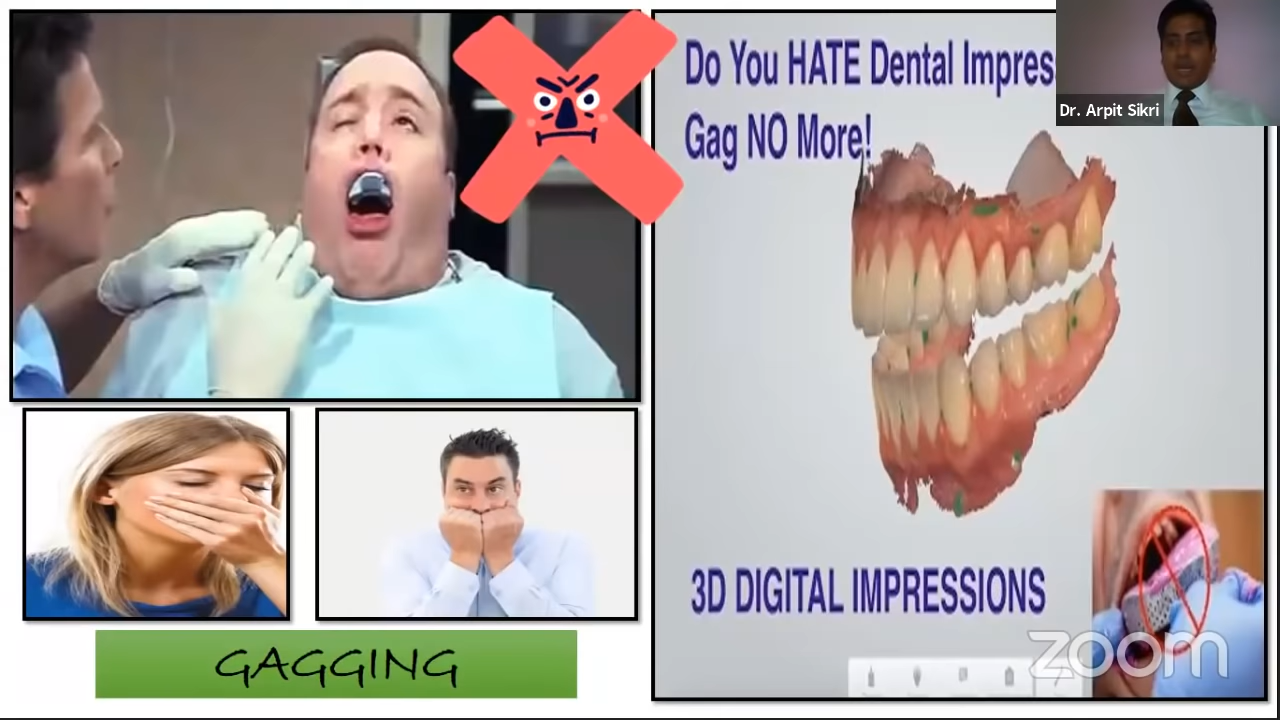 Do You HATE Dental Impres
Gag NO More!
Dr. Arpit Sikri
3D DIGITAL IMPRESSIONS
GAGGING
zoom